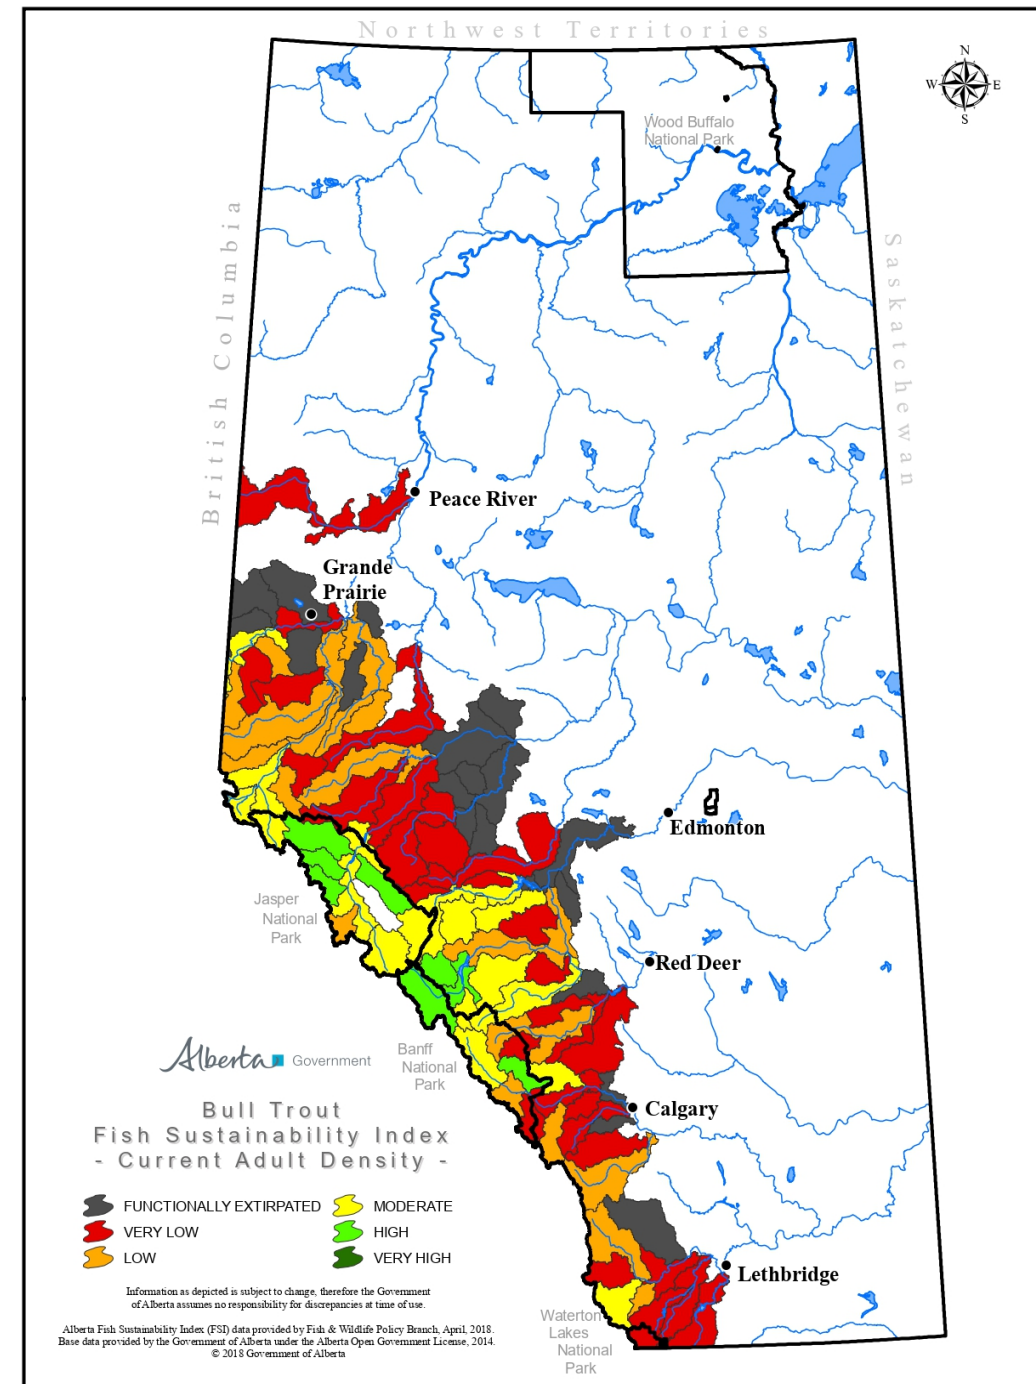 Northwest Territories
N
W
E
S
Wood Buffalo
National Park
British Columbia
Saskatchewan
Peace River
Grande
Prairie
Edmonton
Jasper
National
Park
Red Deer
Alberta Government
Banff
National
Park
Calgary
Bull Trout
Fish Sustainability Index
- Current Adult Density -
FUNCTIONALLY EXTIRPATED
MODERATE
VERY LOW
HIGH
LOW
VERY HIGH
Lethbridge
Waterton
Lakes
National
Park
Information as depicted is subject to change, therefore the Government
of Alberta assumes no responsibility for discrepancies at time of use.
Alberta Fish Sustainability Index (FSI) data provided by Fish & Wildlife Policy Branch, April, 2018.
Base data provided by the Government of Alberta under the Alberta Open Government License, 2014.
© 2018 Government of Alberta